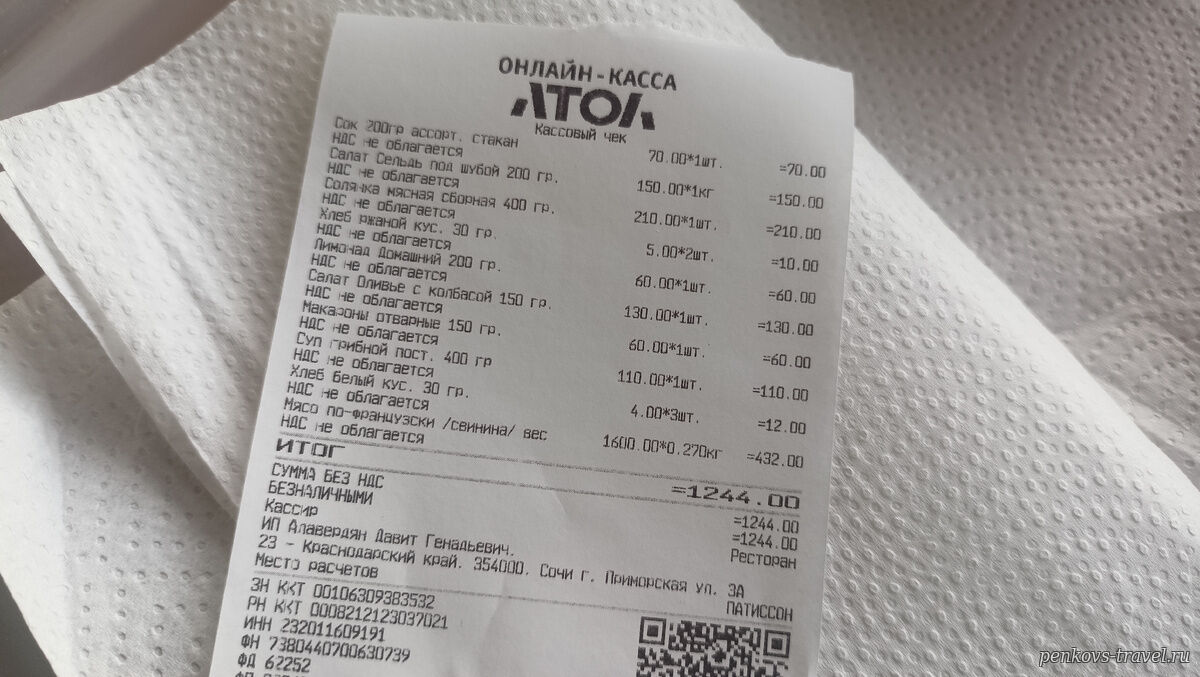 ОНЛАЙН-КАССА
АТОЛ
Кассовый чек
Сок 200гр ассорт. стакан 70.00*1шт. =70.00
НДС не облагается
Салат Сельдь под шубой 200 гр. 150.00*1кг =150.00
НДС не облагается
Солянка мясная сборная 400 гр. 210.00*1шт. =210.00
НДС не облагается
Хлеб ржаной кус. 30 гр. 5.00*2шт. =10.00
НДС не облагается
Лимонад Домашний 200 гр. 60.00*1шт. =60.00
НДС не облагается
Салат Оливье с колбасой 150 гр. 130.00*1шт. =130.00
НДС не облагается
Макароны отварные 150 гр. 60.00*1шт. =60.00
НДС не облагается
Суп грибной пост. 400 гр 110.00*1шт. =110.00
НДС не облагается
Хлеб белый кус. 30 гр. 4.00*3шт. =12.00
НДС не облагается
Мясо по-французски /свинина/ вес 1600.00*0.270кг =432.00
НДС не облагается
ИТОГ =1244.00
СУММА БЕЗ НДС =1244.00
БЕЗНАЛИЧНЫМИ =1244.00
Кассир Ресторан
ИП Алавердян Давит Генадьевич.
23 - Краснодарский край. 354000. Сочи г. Приморская ул. 3А
Место расчетов ПАТИССОН
ЗН ККТ 00106309383532
РН ККТ 0008212123037021
ИНН 232011609191
ФН 7380440700630739
ФД 62252
penkovs-travel.ru